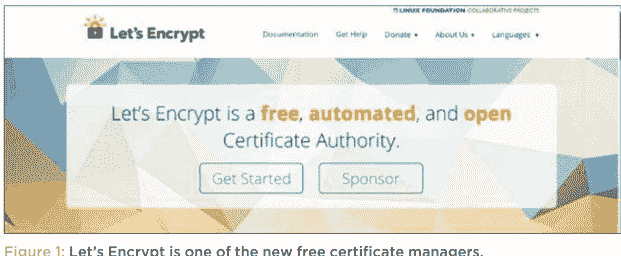 LINUX FOUNDATION COLLABORATIVE PROJECTS
Let's Encrypt
Documentation Get Help Donate About Us Languages
Let's Encrypt is a free, automated, and open
Certificate Authority.
Get Started Sponsor
Figure 1: Let's Encrypt is one of the new free certificate managers.